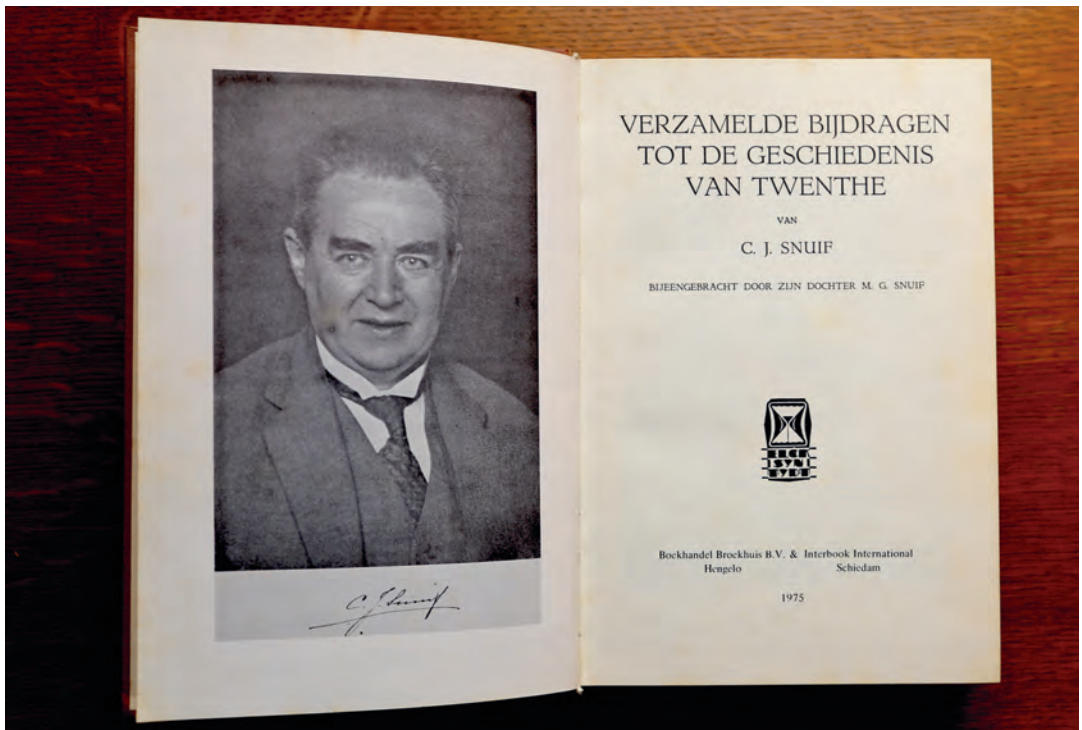 C. J. Snuif
VERZAMELDE BIJDRAGEN
TOT DE GESCHIEDENIS
VAN TWENTHE
VAN
C. J. SNUIF
BIJEENGEBRACHT DOOR ZIJN DOCHTER M. G. SNUIF
Boekhandel Broekhuis B.V. & Interbook International
Hengelo Schiedam
1975